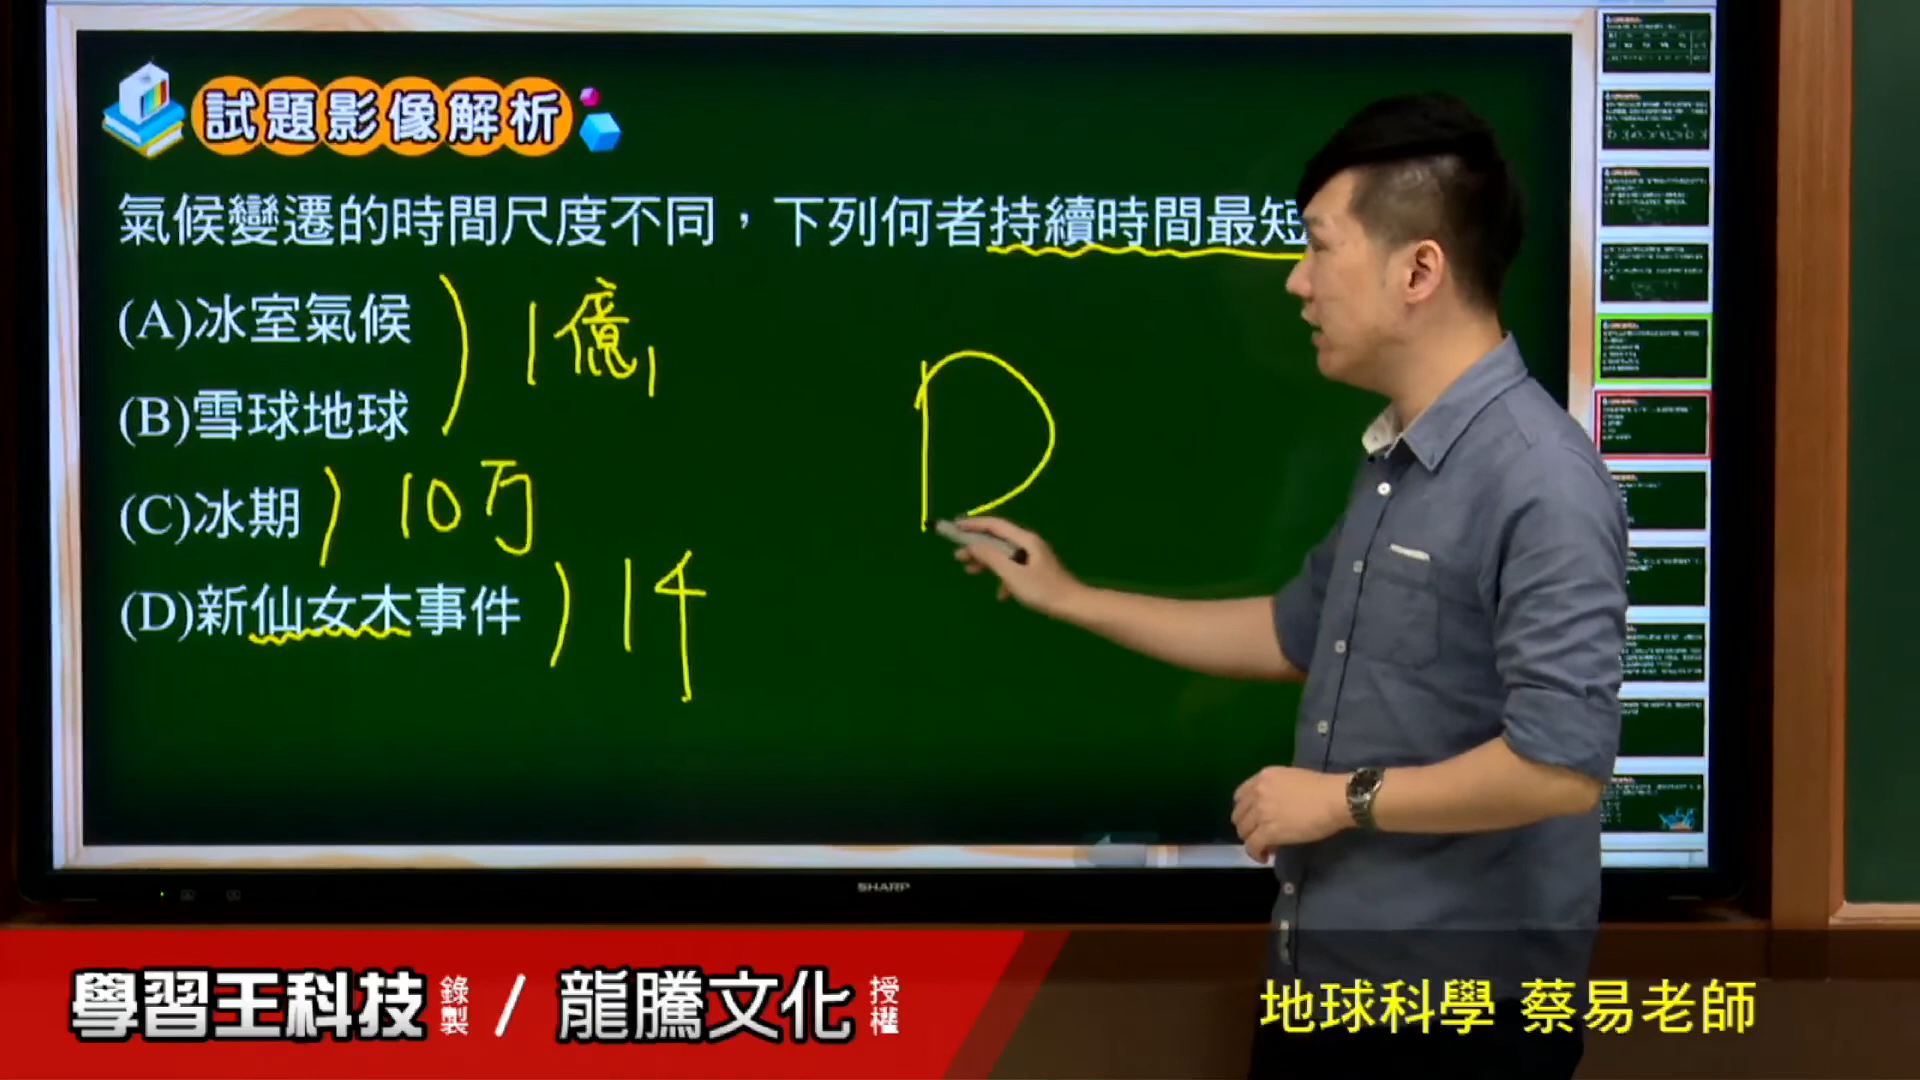 試題影像解析
氣候變遷的時間尺度不同，下列何者持續時間最短
(A)冰室氣候 ) 1億
(B)雪球地球
(C)冰期 ) 10万
(D)新仙女木事件 ) 1千
D
SHARP
學習王科技 錄製 / 龍騰文化 授權
地球科學 蔡易老師